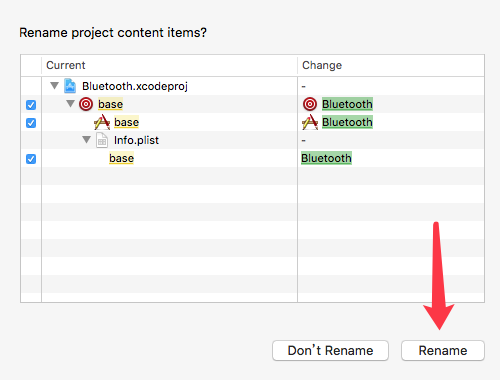 Rename project content items?
Current Change
Bluetooth.xcodeproj -
base Bluetooth
base Bluetooth
Info.plist -
base Bluetooth
Don't Rename Rename